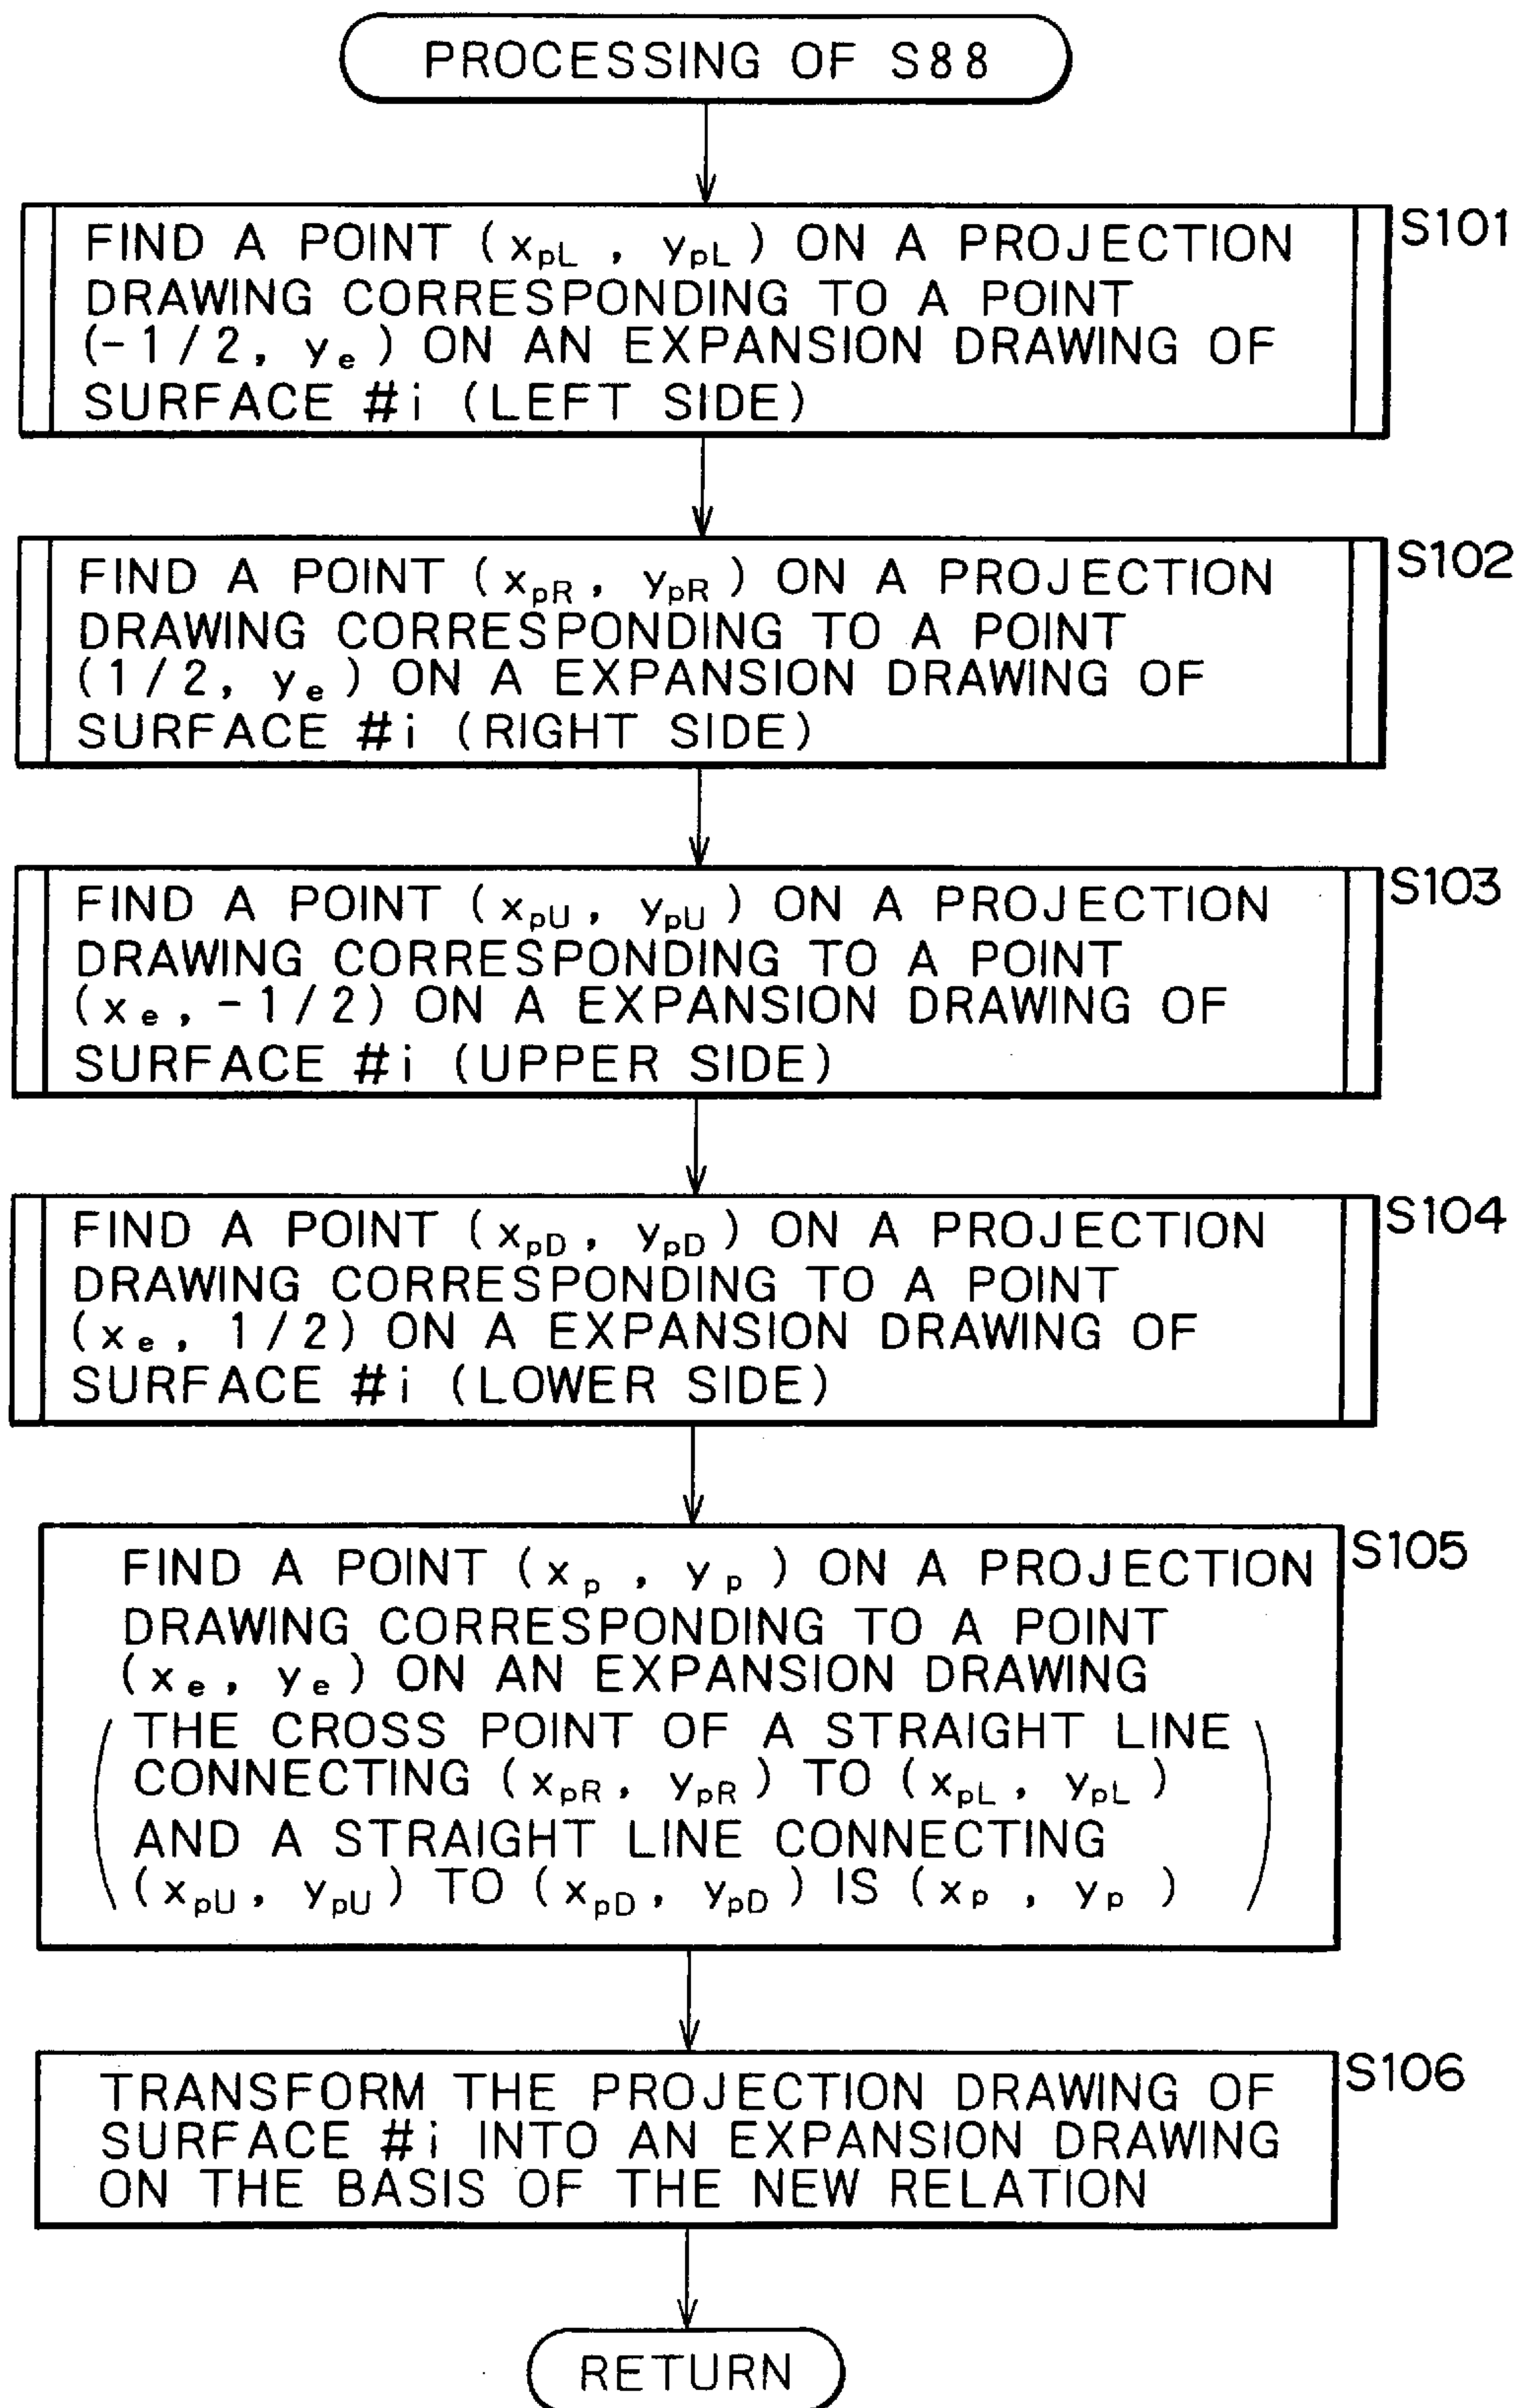 PROCESSING OF S88
S101
FIND A POINT (xpL , ypL) ON A PROJECTION
DRAWING CORRESPONDING TO A POINT
(-1/2, ye) ON AN EXPANSION DRAWING OF
SURFACE #i (LEFT SIDE)
S102
FIND A POINT (xpR, ypR) ON A PROJECTION
DRAWING CORRESPONDING TO A POINT
(1/2, ye) ON A EXPANSION DRAWING OF
SURFACE #i (RIGHT SIDE)
S103
FIND A POINT (xpU, ypU) ON A PROJECTION
DRAWING CORRESPONDING TO A POINT
(xe, -1/2) ON A EXPANSION DRAWING OF
SURFACE #i (UPPER SIDE)
S104
FIND A POINT (xpD, ypD) ON A PROJECTION
DRAWING CORRESPONDING TO A POINT
(xe, 1/2) ON A EXPANSION DRAWING OF
SURFACE #i (LOWER SIDE)
S105
FIND A POINT (xp , yp) ON A PROJECTION
DRAWING CORRESPONDING TO A POINT
(xe, ye) ON AN EXPANSION DRAWING
(THE CROSS POINT OF A STRAIGHT LINE
CONNECTING (xpR, ypR) TO (xpL, ypL)
AND A STRAIGHT LINE CONNECTING
(xpU, ypU) TO (xpD, ypD) IS (xp , yp ))
S106
TRANSFORM THE PROJECTION DRAWING OF
SURFACE #i INTO AN EXPANSION DRAWING
ON THE BASIS OF THE NEW RELATION
RETURN